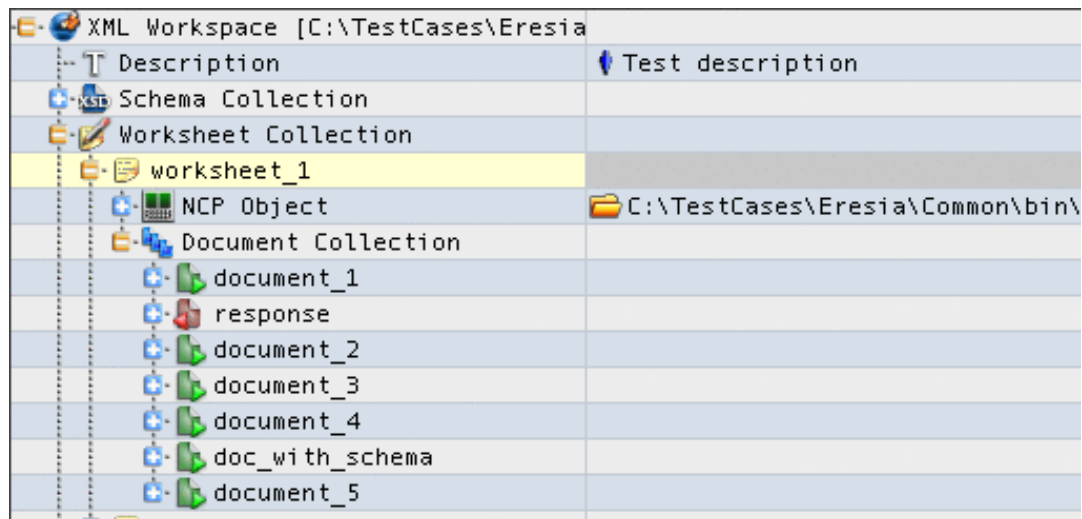 XML Workspace [C:\TestCases\Eresia
Description Test description
XSD Schema Collection
Worksheet Collection
worksheet_1
NCP Object C:\TestCases\Eresia\Common\bin\
Document Collection
document_1
response
document_2
document_3
document_4
doc_with_schema
document_5